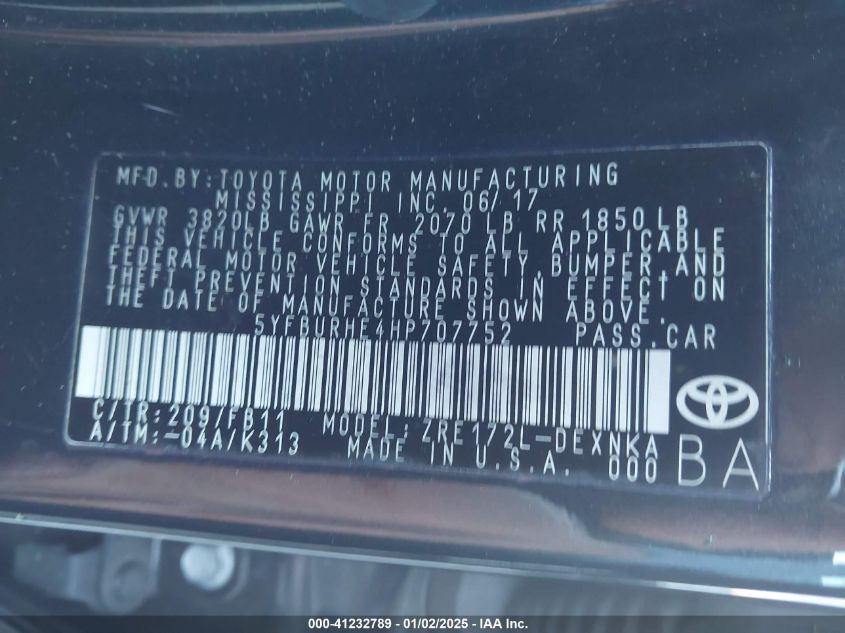 MFD.BY:TOYOTA MOTOR MANUFACTURING
MISSISSIPPI INC.06/17
GVWR 3820LB GAWR FR 2070 LB RR 1850LB
THIS VEHICLE CONFORMS TO ALL APPLICABLE
FEDERAL MOTOR VEHICLE SAFETY,BUMPER,AND
THEFT PREVENTION STANDARDS IN EFFECT ON
THE DATE OF MANUFACTURE SHOWN ABOVE.
5YFBURHE4HP707752 PASS.CAR
C/TR:209/FB11 MODEL:ZRE172L-DEXNKA
A/TM:-04A/K313 MADE IN U.S.A. 000 BA
000-41232789 - 01/02/2025 - IAA Inc.